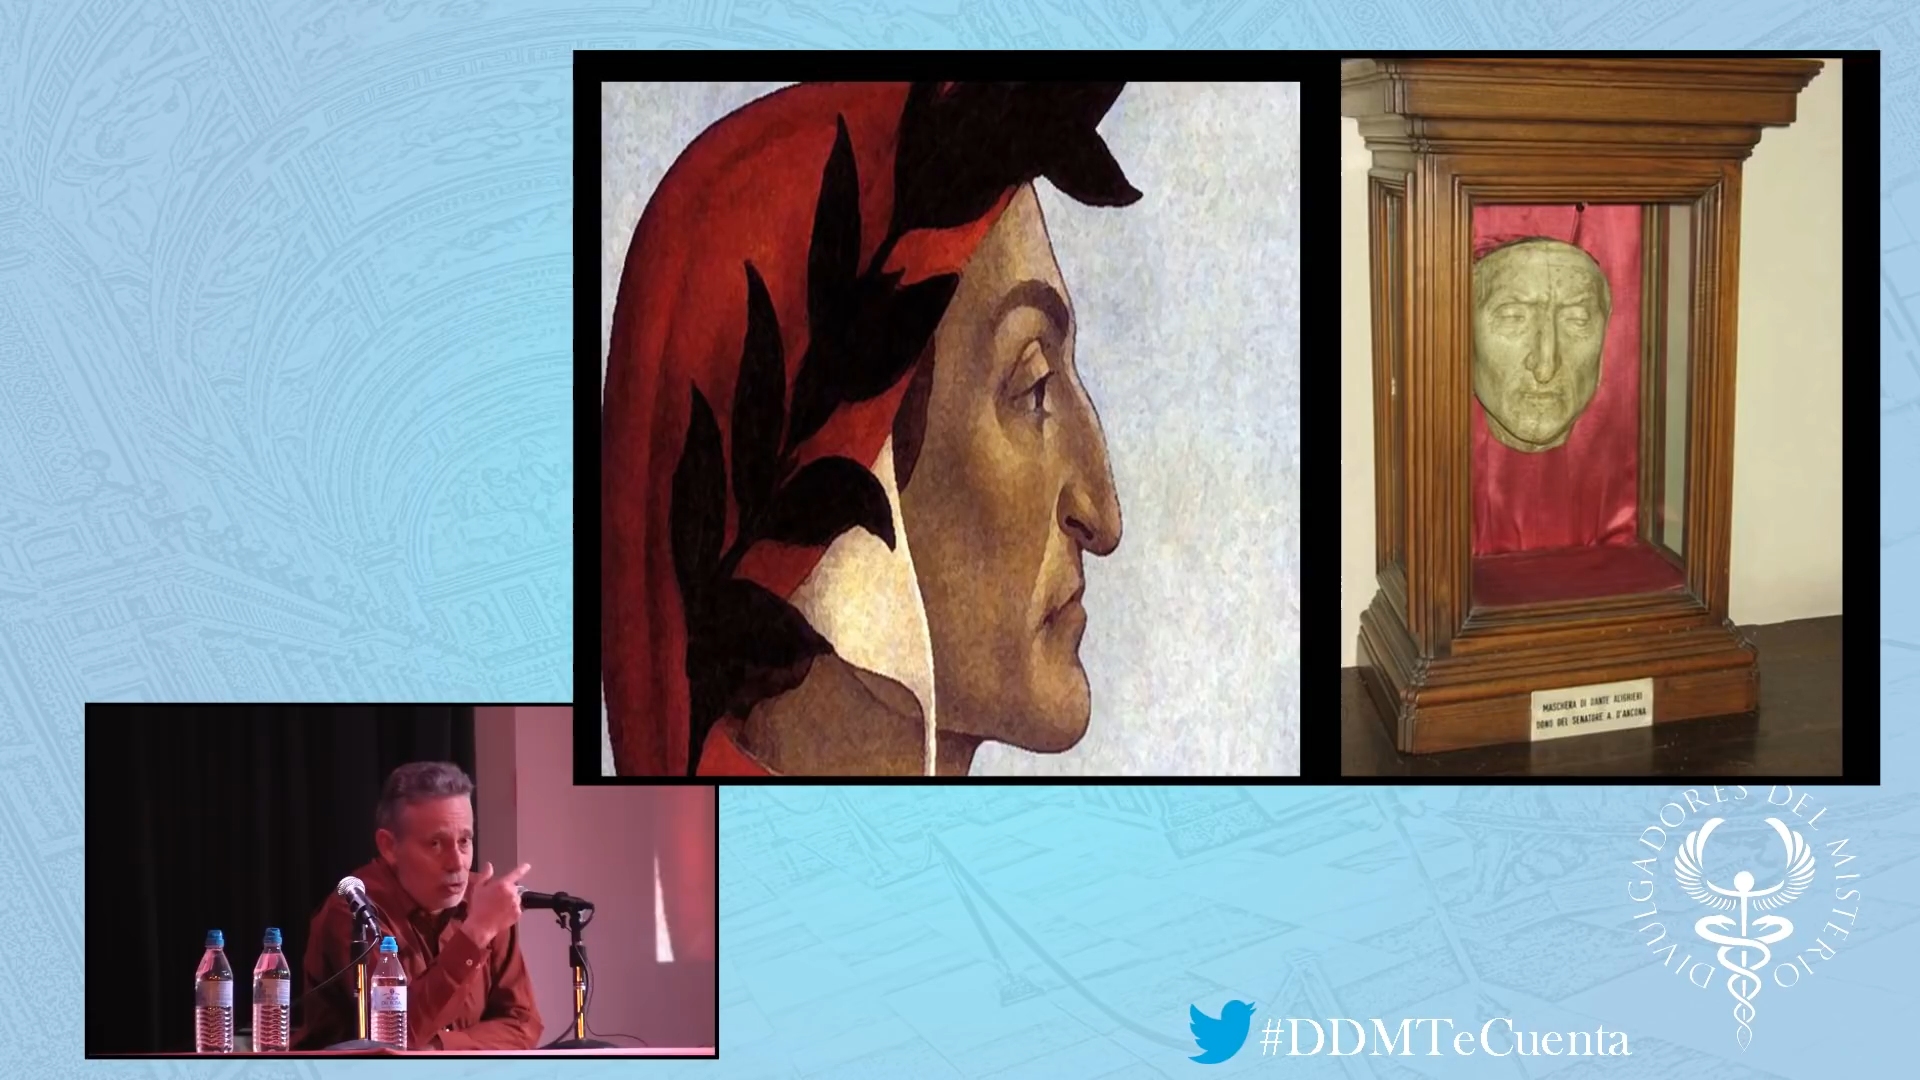 MASCHERA DI DANTE ALIGHIERI
DONO DEL SENATORE A. D'ANCONA
DIVULGADORES DEL MISTERIO
#DDMTeCuenta